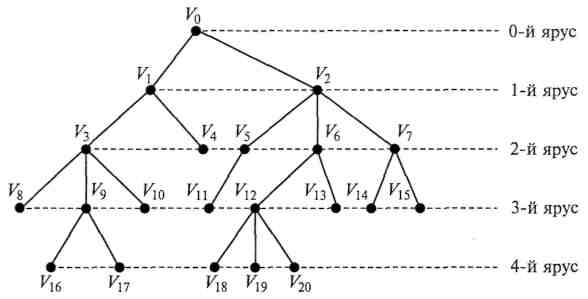 V0 0-й ярус
V1 V2 1-й ярус
V3 V4 V5 V6 V7 2-й ярус
V8 V9 V10 V11 V12 V13 V14 V15 3-й ярус
V16 V17 V18 V19 V20 4-й ярус